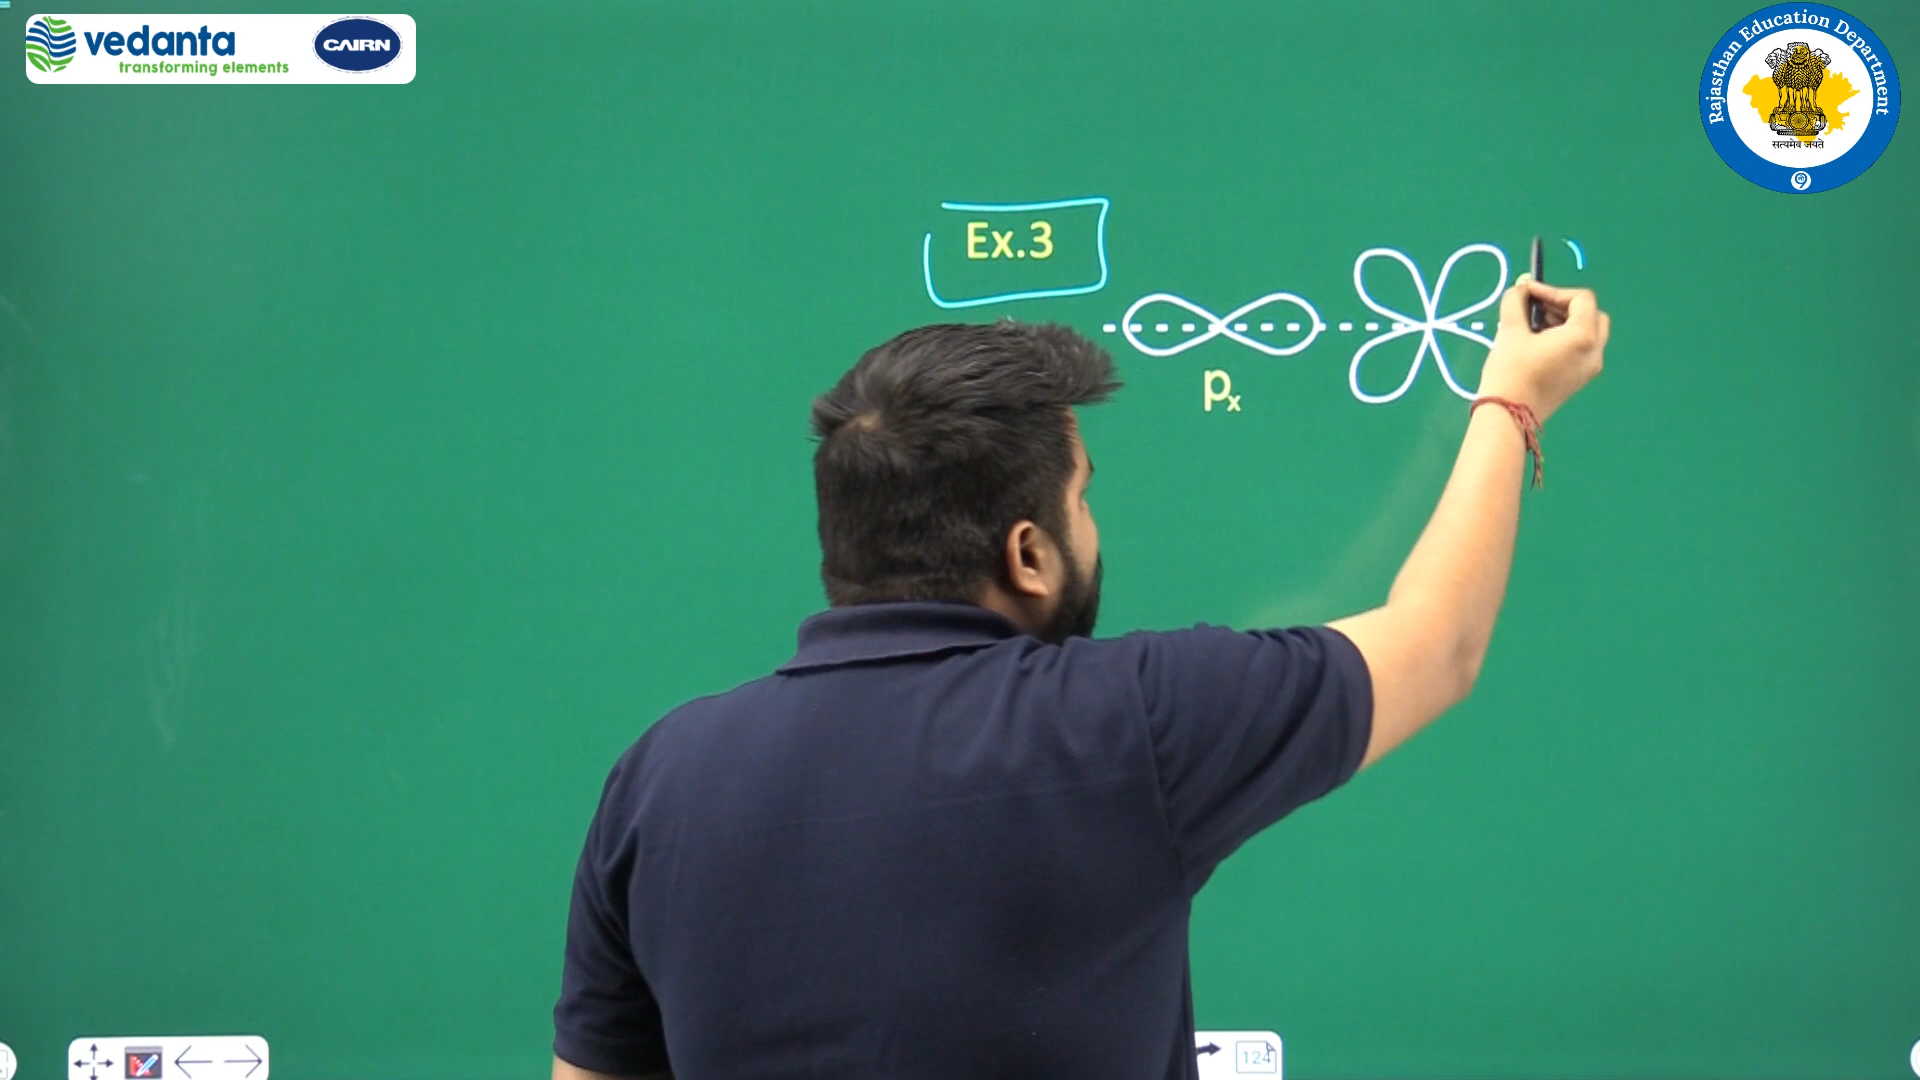 vedanta
transforming elements
CAIRN
Rajasthan Education Department
सत्यमेव जयते
Ex.3
px
124